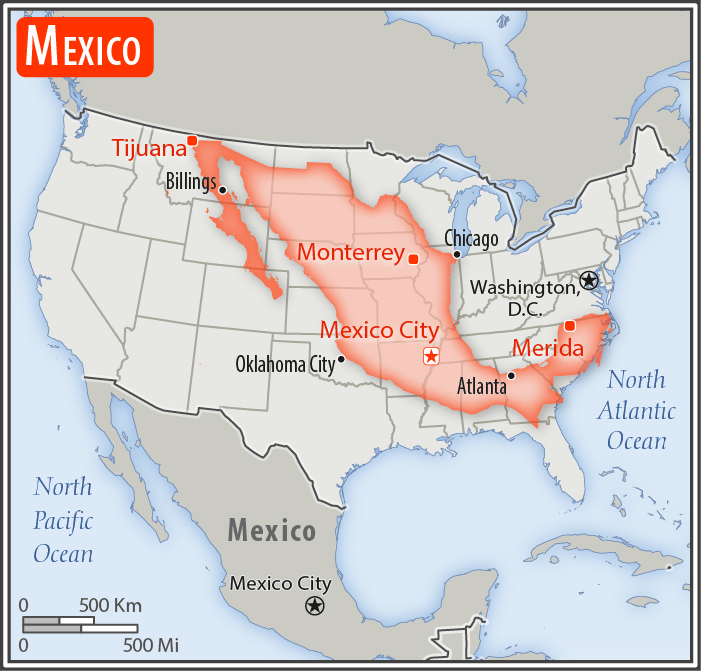 MEXICO
Tijuana
Billings
Monterrey
Chicago
Washington,
D.C.
Mexico City
Merida
Oklahoma City
Atlanta
North
Atlantic
Ocean
North
Pacific
Ocean
Mexico
Mexico City
0 500 Km
0 500 Mi